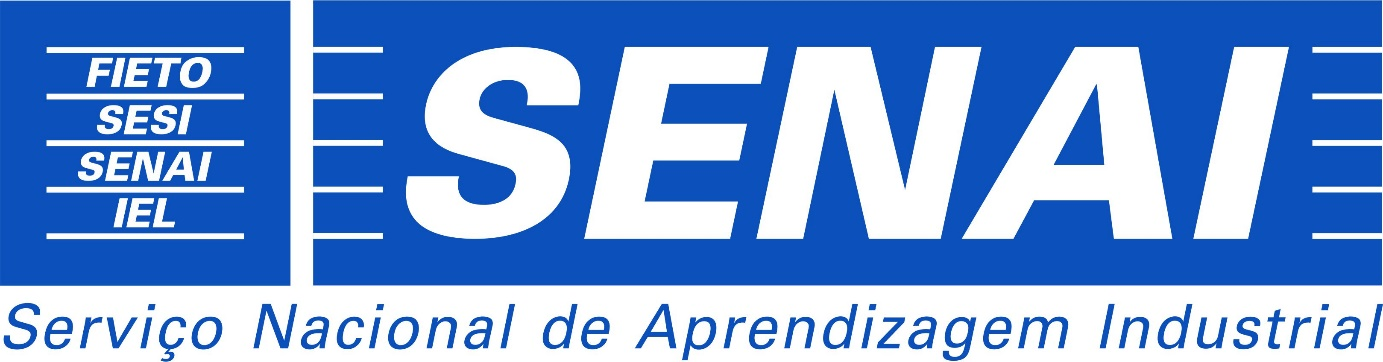 FIETO
SESI
SENAI
IEL
SENAI
Serviço Nacional de Aprendizagem Industrial